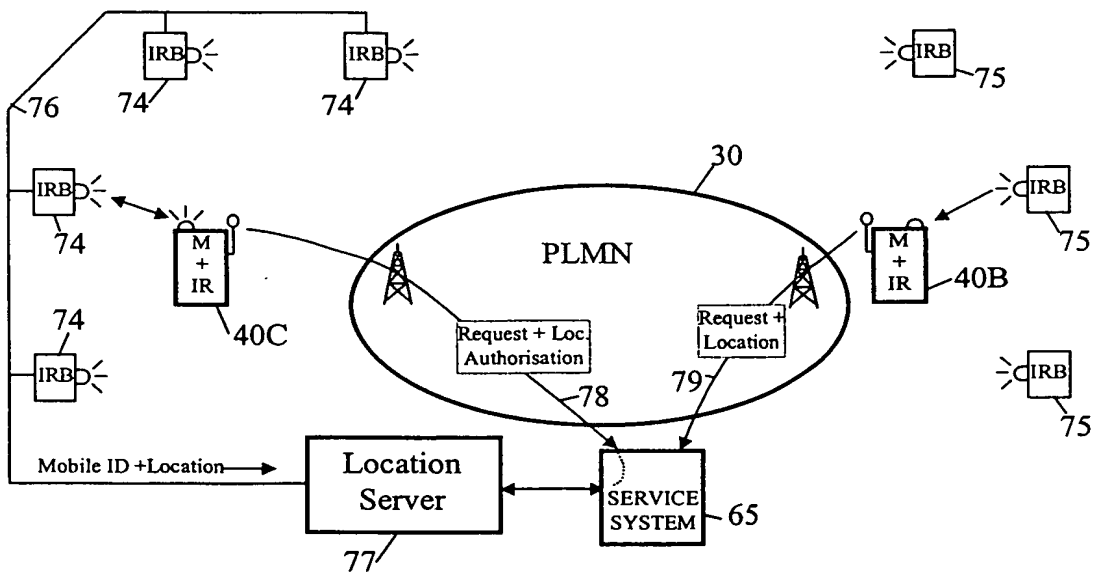 IRB
74
IRB
74
IRB
75
76
30
IRB
74
M
+
IR
40C
PLMN
M
+
IR
40B
IRB
75
Request + Loc.
Authorisation
Request +
Location
78
79
74
IRB
IRB
75
Mobile ID +Location
Location
Server
77
SERVICE
SYSTEM
65